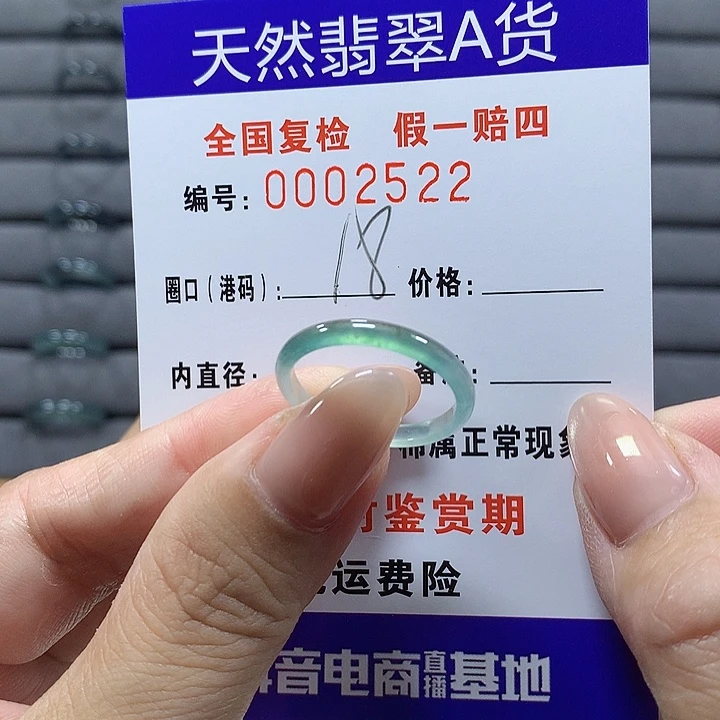 天然翡翠A货
全国复检 假一赔四
编号: 0002522
圈口(港码): 18 价格:
内直径: 备注:
属正常现象
鉴赏期
运费险
音电商直播基地